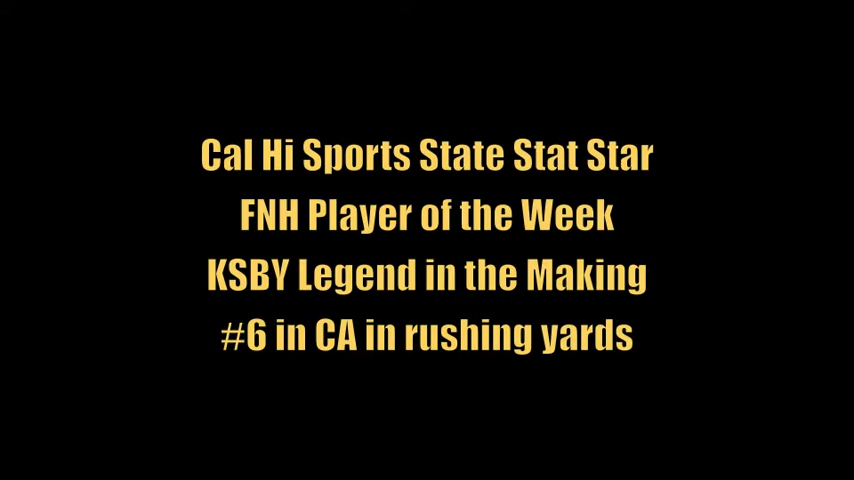 Cal Hi Sports State Stat Star
FNH Player of the Week
KSBY Legend in the Making
#6 in CA in rushing yards